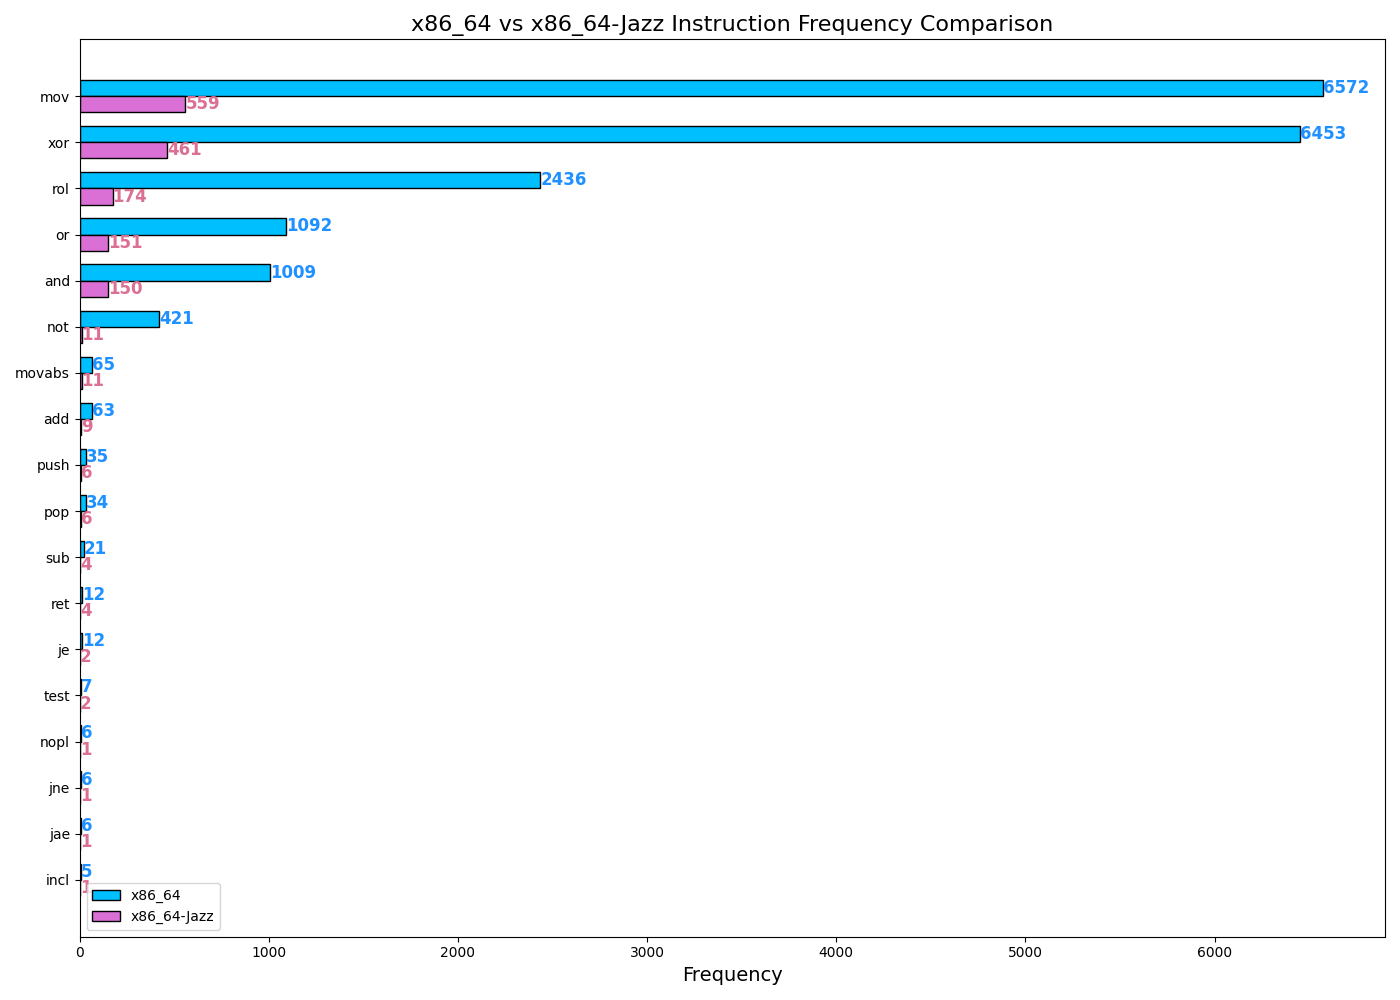 x86_64 vs x86_64-Jazz Instruction Frequency Comparison
mov 6572
559
xor 6453
461
rol 2436
174
or 1092
151
and 1009
150
not 421
11
movabs 65
11
add 63
9
push 35
6
pop 34
6
sub 21
4
ret 12
4
je 12
2
test 7
2
nopl 6
1
jne 6
1
jae 6
1
incl 5
1
x86_64
x86_64-Jazz
0 1000 2000 3000 4000 5000 6000
Frequency